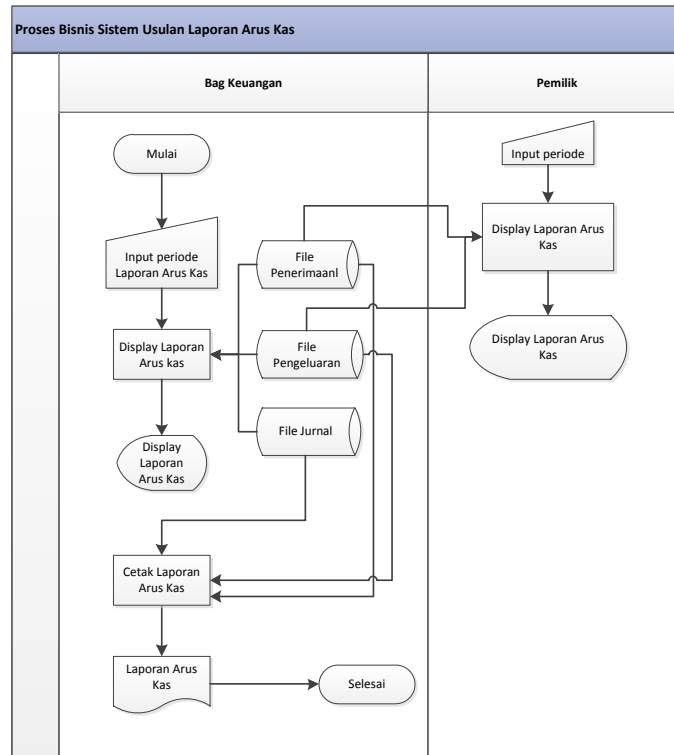 Proses Bisnis Sistem Usulan Laporan Arus Kas
Bag Keuangan
Pemilik
Mulai
Input periode
Laporan Arus Kas
Display Laporan
Arus kas
Display
Laporan
Arus Kas
File
Penerimaanl
File
Pengeluaran
File Jurnal
Cetak Laporan
Arus Kas
Laporan Arus
Kas
Selesai
Input periode
Display Laporan Arus
Kas
Display Laporan Arus
Kas